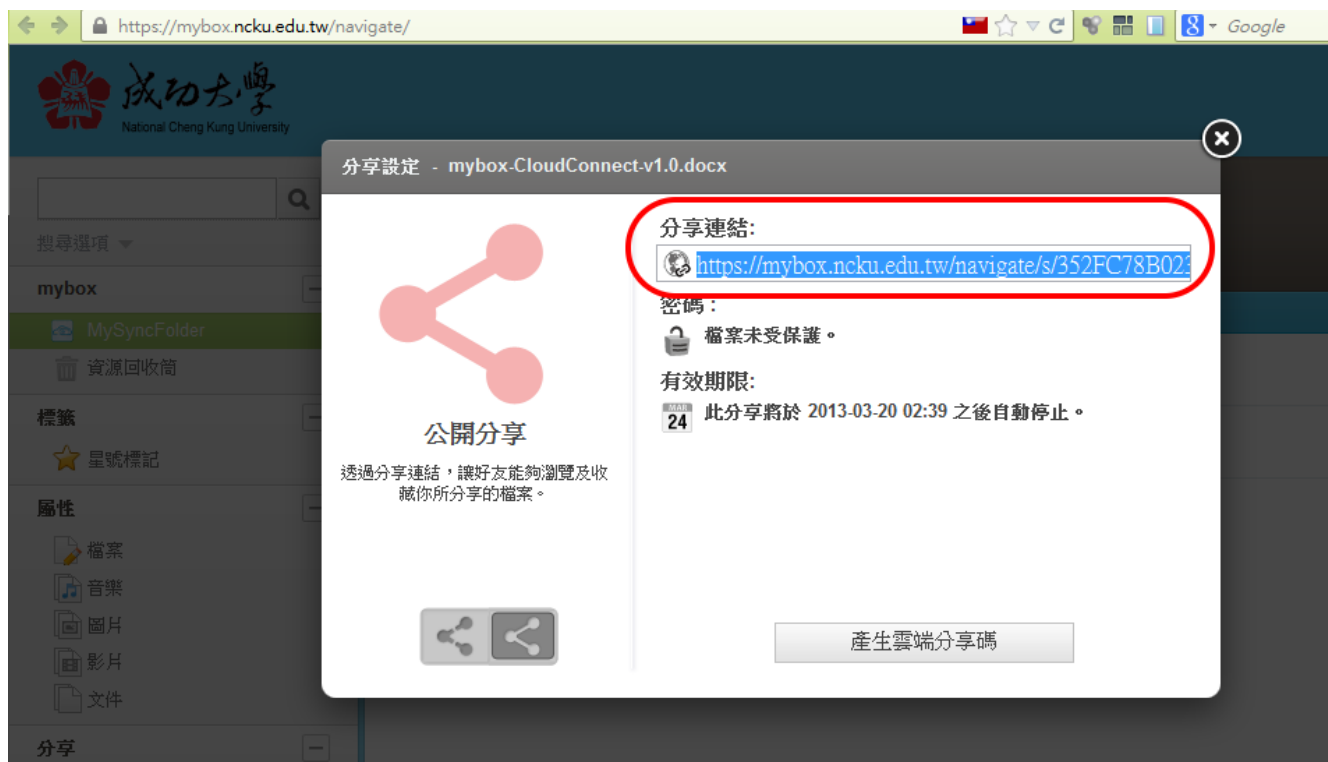 https://mybox.ncku.edu.tw/navigate/
Google
成功大學
National Cheng Kung University
分享設定 - mybox-CloudConnect-v1.0.docx
搜尋選項
mybox
MySyncFolder
資源回收筒
標籤
星號標記
屬性
檔案
音樂
圖片
影片
文件
分享
公開分享
透過分享連結，讓好友能夠瀏覽及收
藏你所分享的檔案。
分享連結:
https://mybox.ncku.edu.tw/navigate/s/352FC78B023
密碼：
檔案未受保護。
有效期限:
MAR
24
此分享將於 2013-03-20 02:39 之後自動停止。
產生雲端分享碼